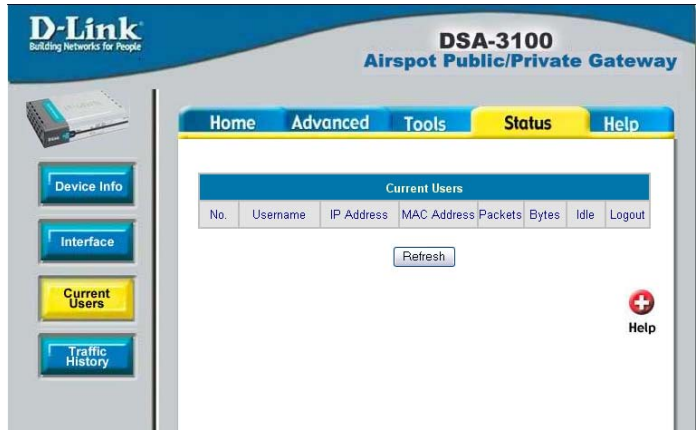 D-Link
Building Networks for People
DSA-3100
Airspot Public/Private Gateway
Home Advanced Tools Status Help
Device Info
Interface
Current
Users
Traffic
History
Current Users
No. Username IP Address MAC Address Packets Bytes Idle Logout
Refresh
Help